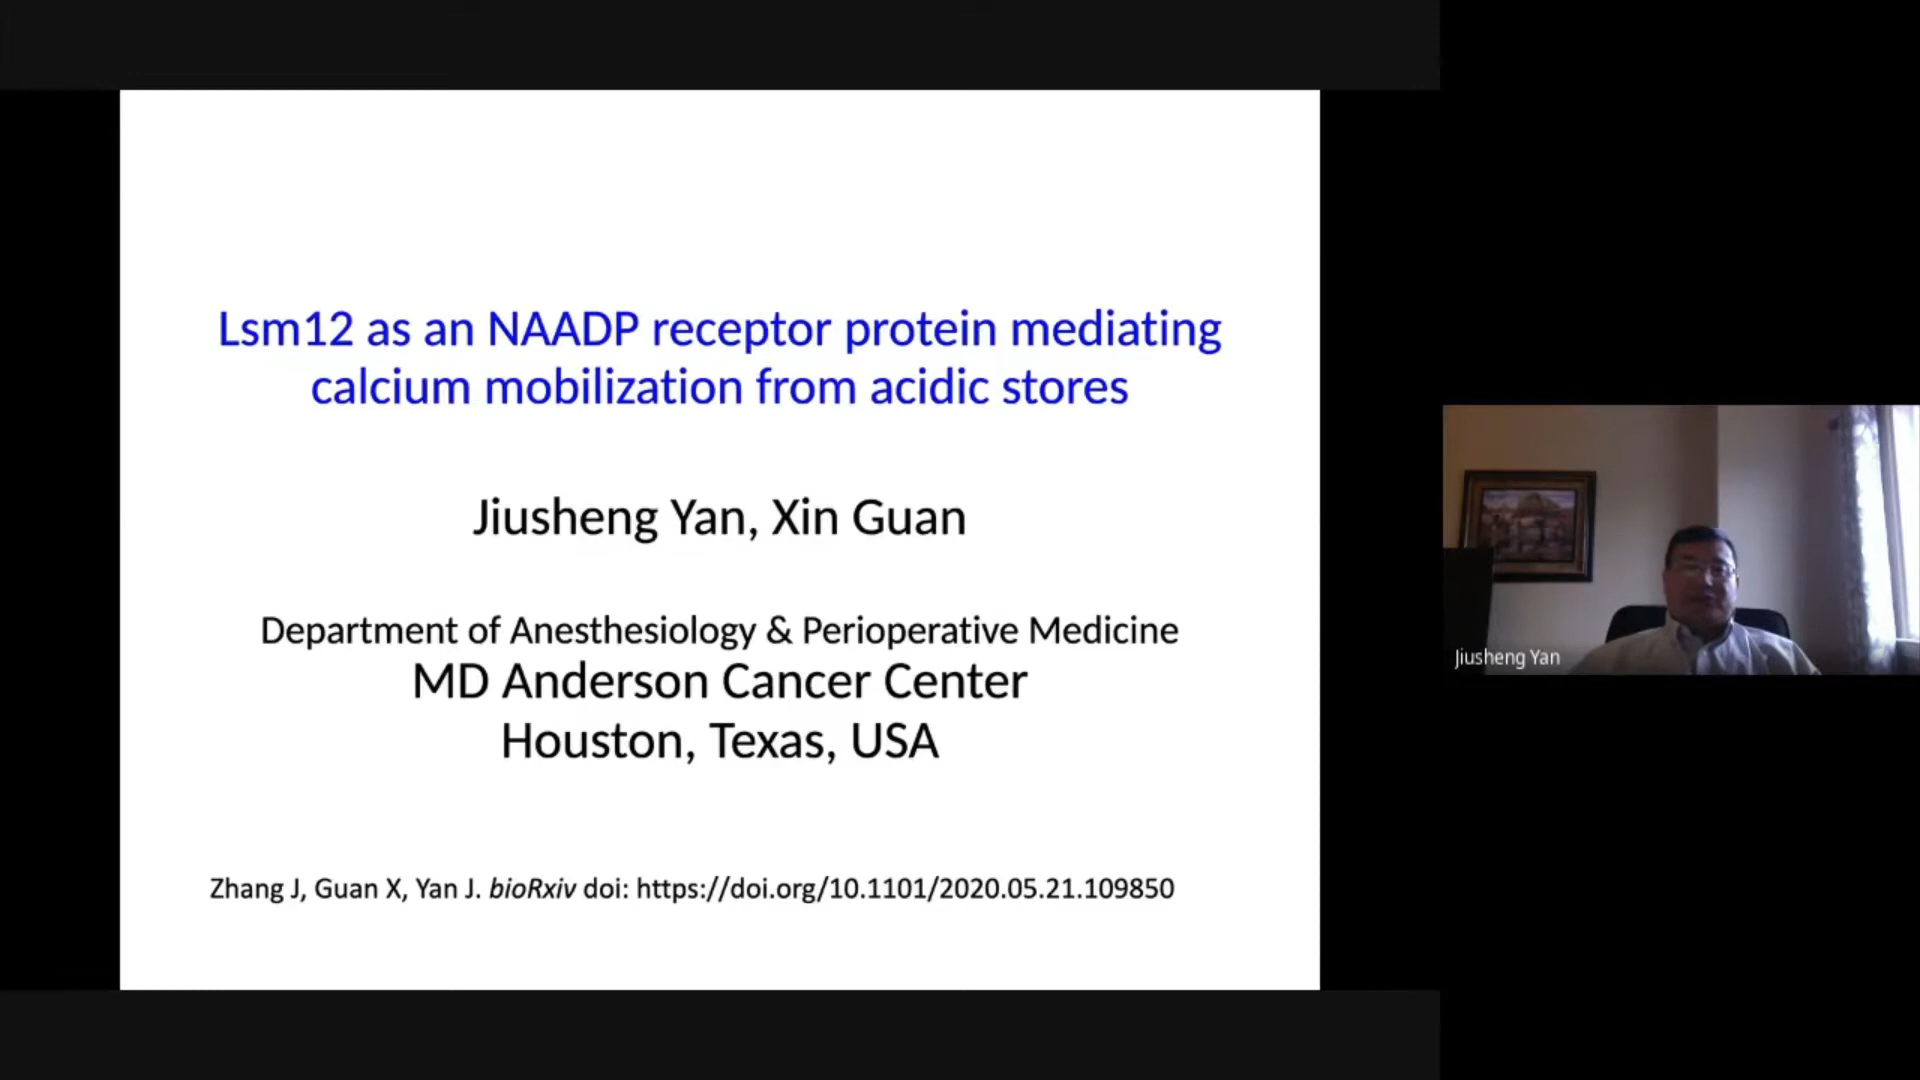 Lsm12 as an NAADP receptor protein mediating
calcium mobilization from acidic stores
Jiusheng Yan, Xin Guan
Department of Anesthesiology & Perioperative Medicine
MD Anderson Cancer Center
Houston, Texas, USA
Zhang J, Guan X, Yan J. bioRxiv doi: https://doi.org/10.1101/2020.05.21.109850
Jiusheng Yan